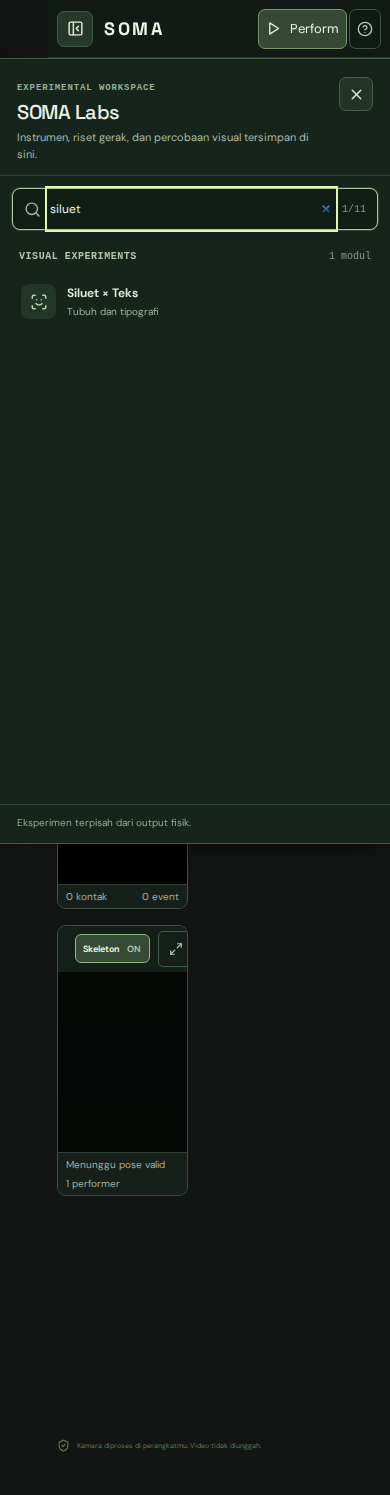 SOMA
Perform
EXPERIMENTAL WORKSPACE
SOMA Labs
Instrumen, riset gerak, dan percobaan visual tersimpan di
sini.
siluet
1/11
VISUAL EXPERIMENTS
1 modul
Siluet × Teks
Tubuh dan tipografi
Eksperimen terpisah dari output fisik.
0 kontak
0 event
Skeleton ON
Menunggu pose valid
1 performer
Kamera diproses di perangkatmu. Video tidak diunggah.